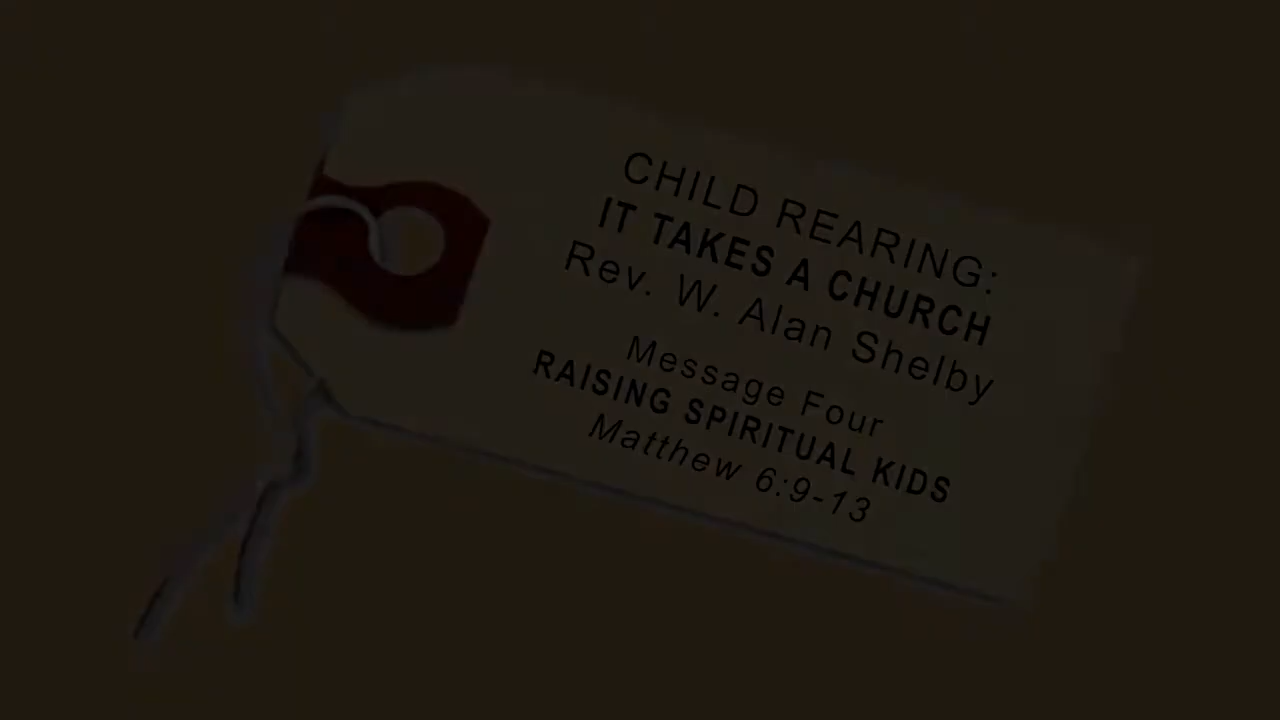 CHILD REARING:
IT TAKES A CHURCH
Rev. W. Alan Shelby
Message Four
RAISING SPIRITUAL KIDS
Matthew 6:9-13